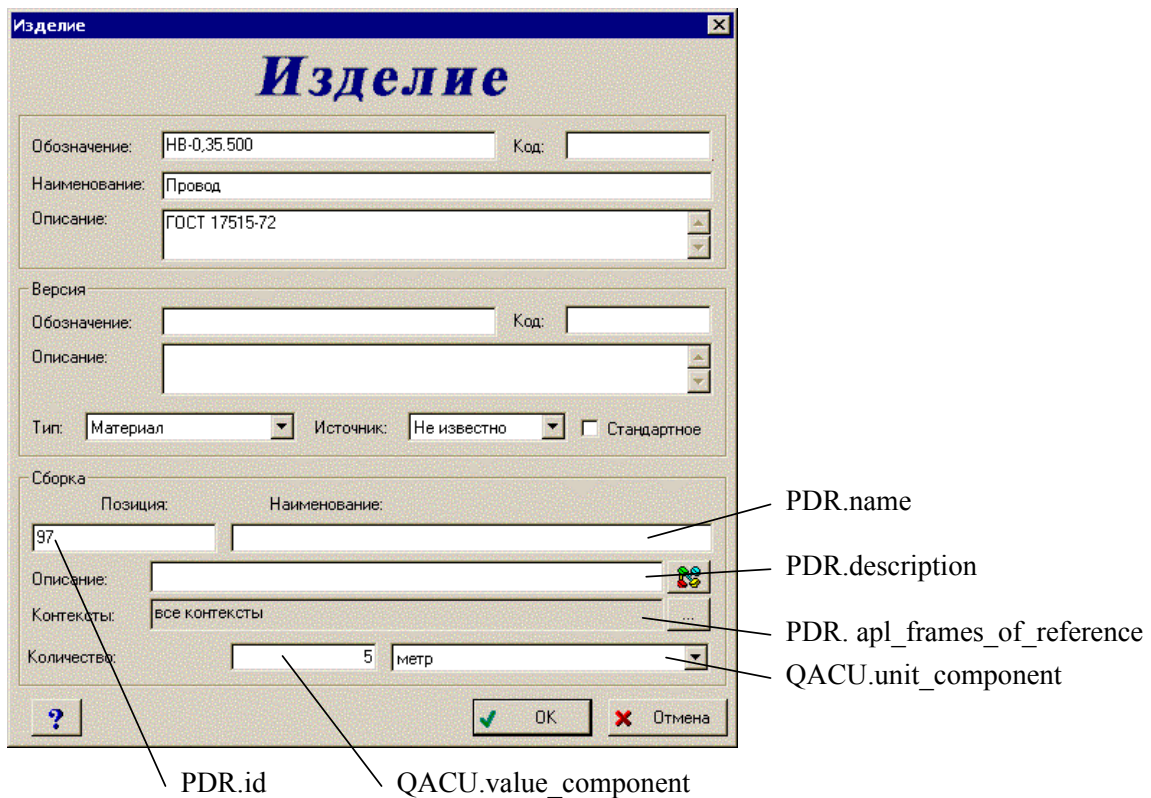 Изделие
Изделие
Обозначение: НВ-0,35.500 Код:
Наименование: Провод
Описание: ГОСТ 17515-72
Версия
Обозначение: Код:
Описание:
Тип: Материал Источник: Не известно Стандартное
Сборка
Позиция: Наименование:
97
PDR.name
Описание:
PDR.description
Контексты: все контексты ...
PDR. apl_frames_of_reference
Количество: 5 метр
QACU.unit_component
? OK Отмена
PDR.id QACU.value_component